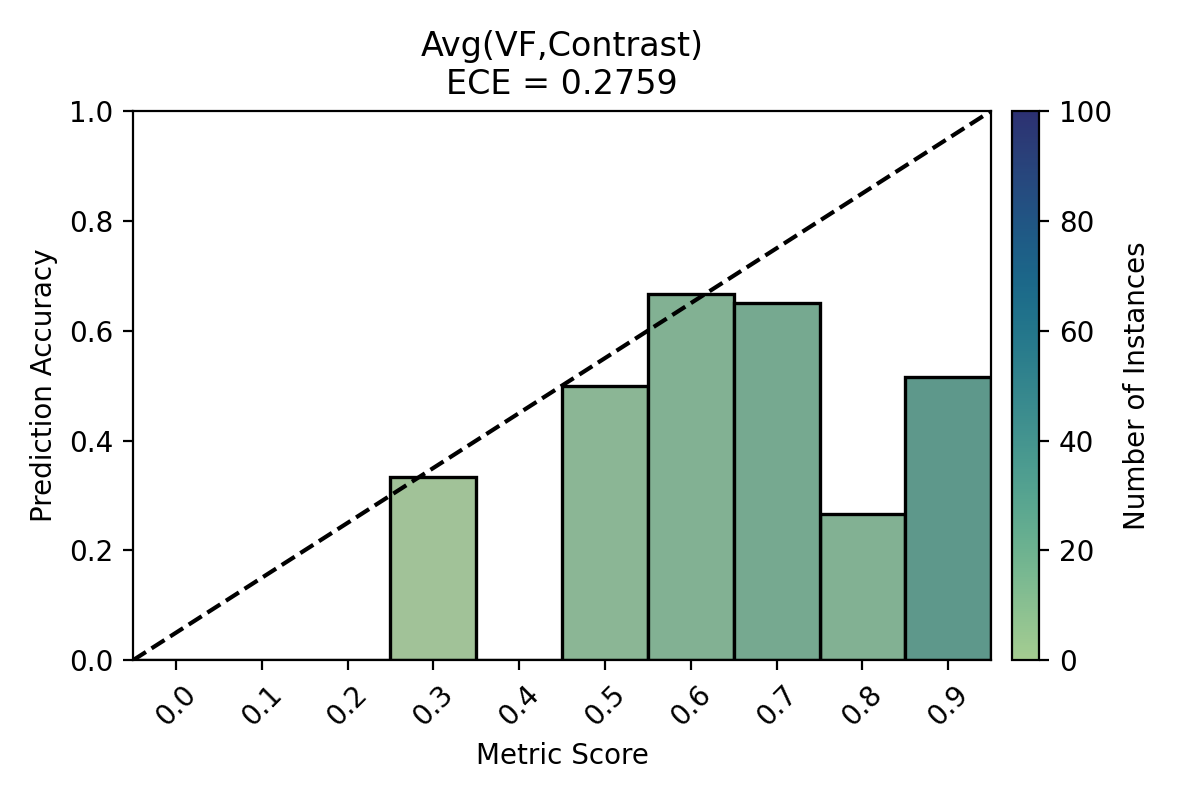 Avg(VF,Contrast)
ECE = 0.2759
1.0
0.8
0.6
0.4
0.2
0.0
Prediction Accuracy
0.0 0.1 0.2 0.3 0.4 0.5 0.6 0.7 0.8 0.9
Metric Score
100
80
60
40
20
0
Number of Instances